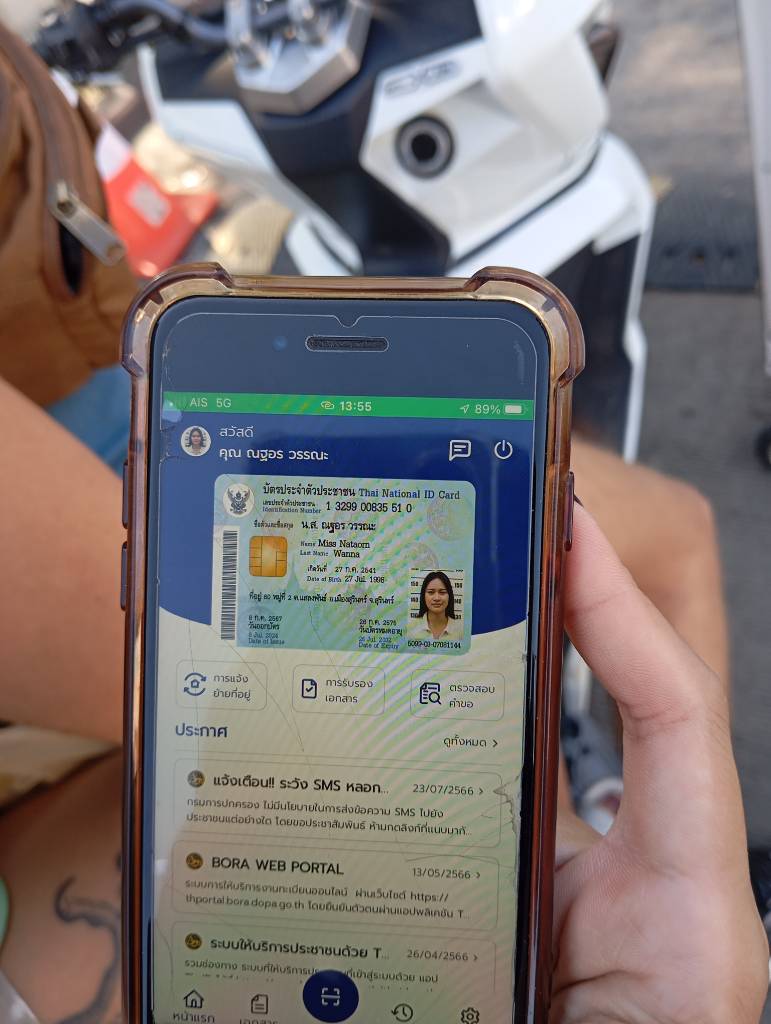 AIS 5G 13:55 89%
สวัสดี
คุณ ณฐอร วรรณะ
บัตรประจำตัวประชาชน Thai National ID Card
เลขประจำตัวประชาชน
Identification Number
1 3299 00835 51 0
ชื่อตัวและชื่อสกุล น.ส. ณฐอร วรรณะ
Name Miss Nataorn
Last Name Wanna
เกิดวันที่ 27 ก.ค. 2541
Date of Birth 27 Jul. 1998
ที่อยู่ 80 หมู่ที่ 2 ต.แสลงพันธ์ อ.เมืองสุรินทร์ จ.สุรินทร์
8 ก.ค. 2567
วันออกบัตร
8 Jul. 2024
Date of Issue
26 ก.ค. 2575
วันบัตรหมดอายุ
26 Jul. 2032
Date of Expiry
5099-03-07081144
การแจ้ง
ย้ายที่อยู่
การรับรอง
เอกสาร
ตรวจสอบ
คำขอ
ประกาศ
ดูทั้งหมด >
แจ้งเตือน!! ระวัง SMS หลอก... 23/07/2566 >
กรมการปกครอง ไม่มีนโยบายในการส่งข้อความ SMS ไปยัง
ประชาชนแต่อย่างใด โดยขอประชาสัมพันธ์ ห้ามกดลิงก์ที่แนบมากั...
BORA WEB PORTAL 13/05/2566 >
ระบบการให้บริการงานทะเบียนออนไลน์ ผ่านเว็บไซต์ https://
thportal.bora.dopa.go.th โดยยืนยันตัวตนผ่านแอปพลิเคชัน T...
ระบบให้บริการประชาชนด้วย T... 26/04/2566 >
รวมช่องทาง ระบบที่ให้บริการประชาชนที่เข้าสู่ระบบด้วย แอป
หน้าแรก
เอกสาร